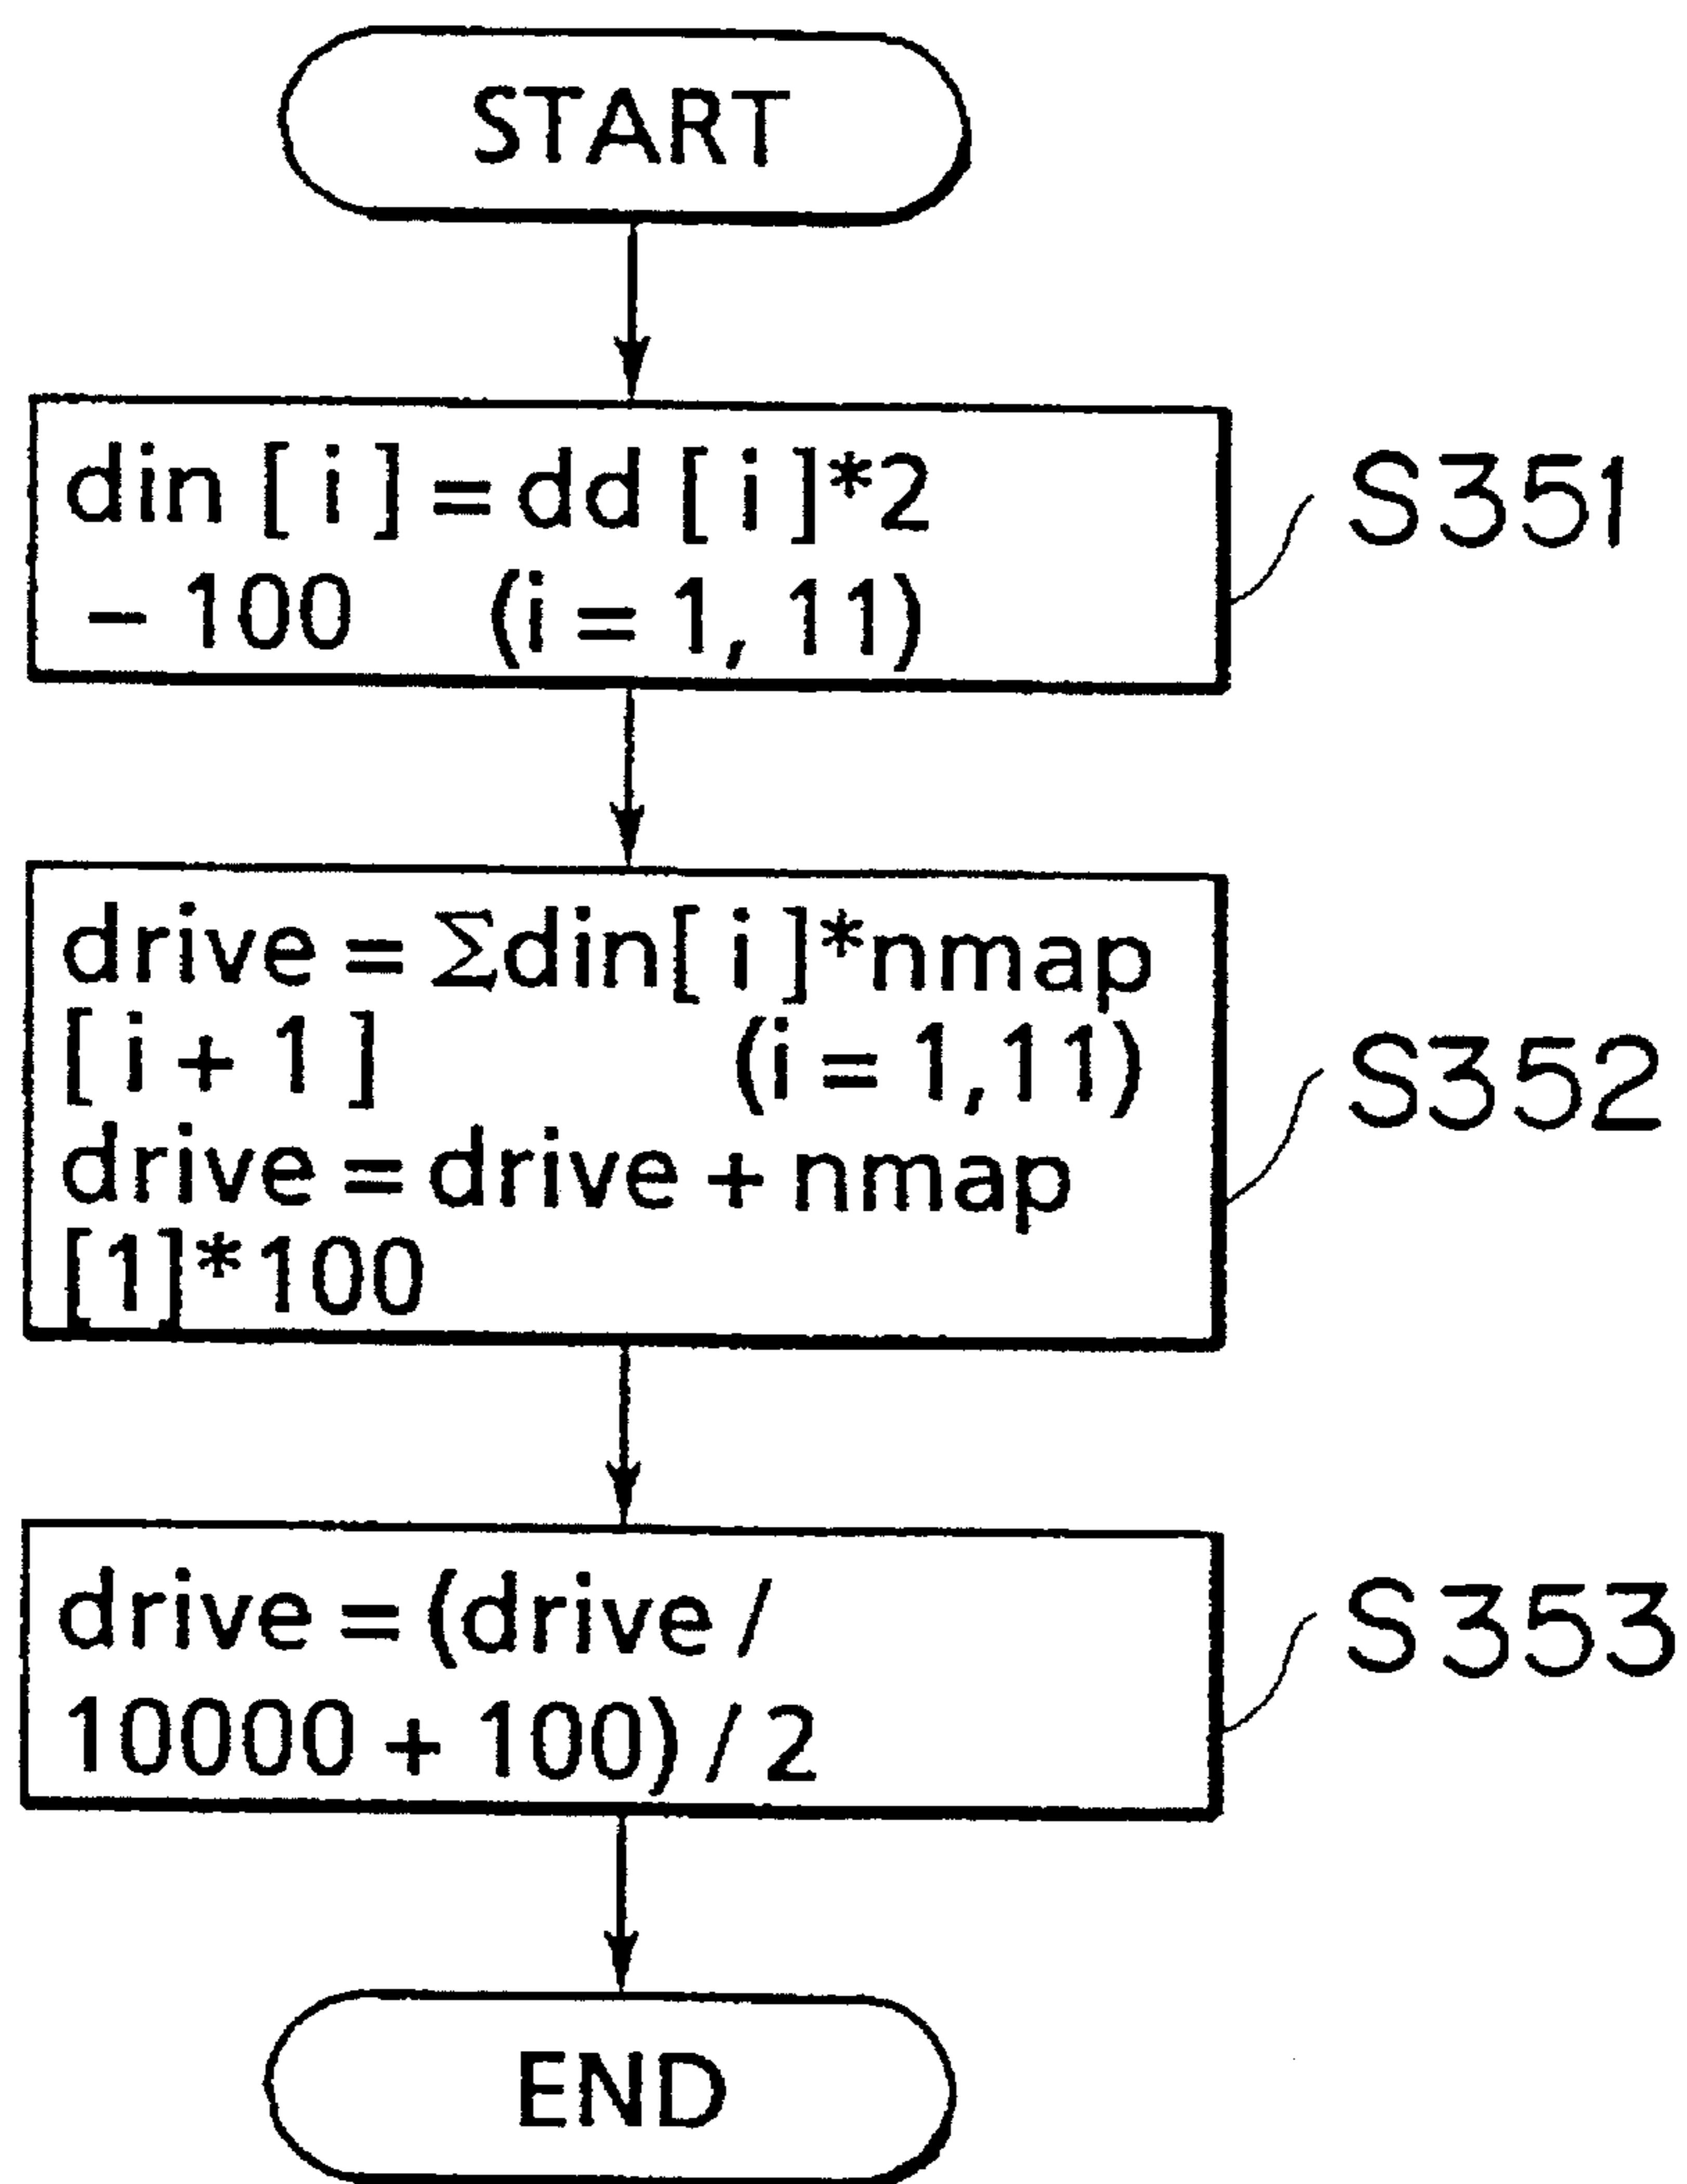 START
din [ i ] = dd [ i ]*2
- 100 (i = 1, 11)
S351
drive = Σdin[ i ]*nmap
[ i + 1 ] (i = 1,11)
drive = drive + nmap
[1]*100
S352
drive = (drive /
10000 + 100) / 2
S353
END